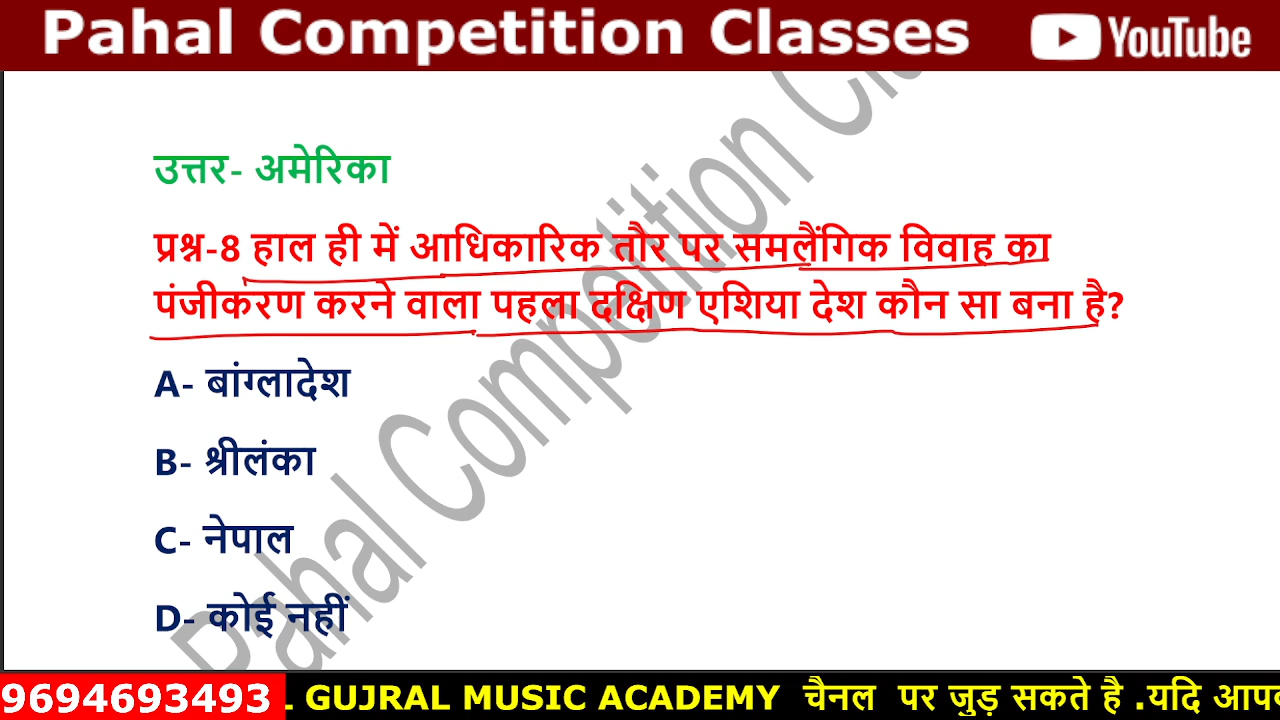 Pahal Competition Classes
YouTube
उत्तर- अमेरिका
प्रश्न-8 हाल ही में आधिकारिक तौर पर समलैंगिक विवाह का
पंजीकरण करने वाला पहला दक्षिण एशिया देश कौन सा बना है?
A- बांग्लादेश
B- श्रीलंका
C- नेपाल
D- कोई नहीं
Pahal Competition Cla
9694693493 L GUJRAL MUSIC ACADEMY चैनल पर जुड़ सकते है .यदि आप